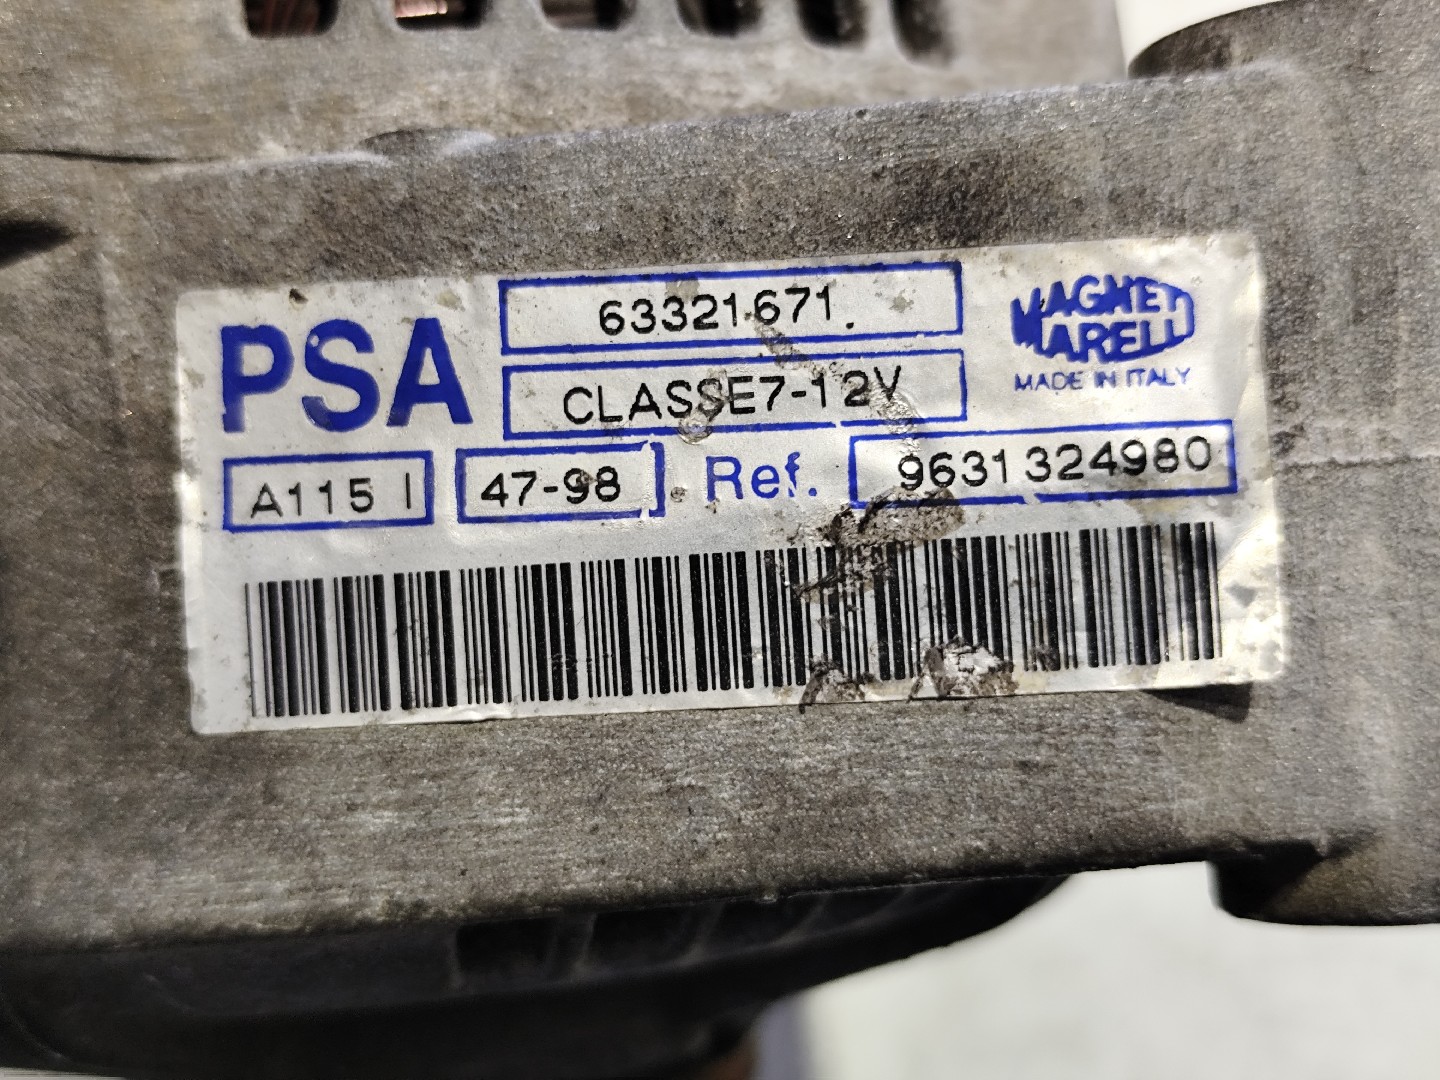 PSA
63321671.
CLASSE7-12V
MAGNETI
MARELLI
MADE IN ITALY
A115 I
47-98
Ref.
9631324980